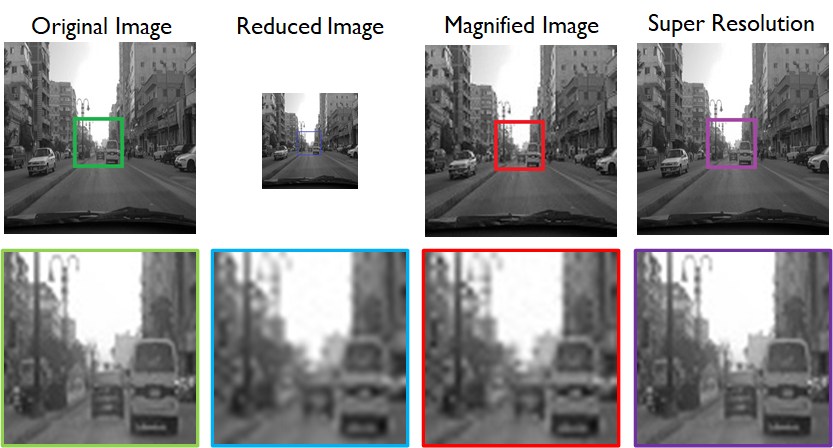 Original Image
Reduced Image
Magnified Image
Super Resolution